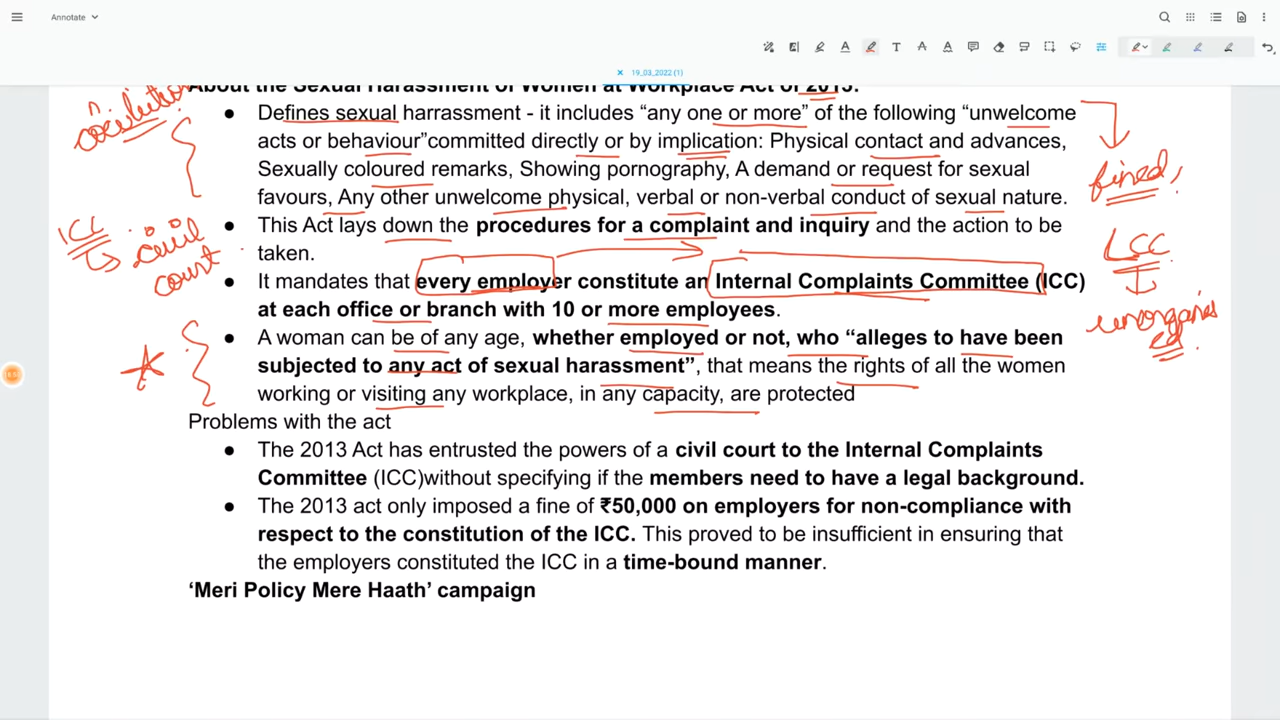 Annotate
19_03_2022 (1)
About the Sexual Harassment of Women at Workplace Act of 2013:
Defines sexual harrassment - it includes “any one or more” of the following “unwelcome
acts or behaviour”committed directly or by implication: Physical contact and advances,
Sexually coloured remarks, Showing pornography, A demand or request for sexual
favours, Any other unwelcome physical, verbal or non-verbal conduct of sexual nature.
This Act lays down the procedures for a complaint and inquiry and the action to be
taken.
It mandates that every employer constitute an Internal Complaints Committee (ICC)
at each office or branch with 10 or more employees.
A woman can be of any age, whether employed or not, who “alleges to have been
subjected to any act of sexual harassment”, that means the rights of all the women
working or visiting any workplace, in any capacity, are protected
Problems with the act
The 2013 Act has entrusted the powers of a civil court to the Internal Complaints
Committee (ICC)without specifying if the members need to have a legal background.
The 2013 act only imposed a fine of ₹50,000 on employers for non-compliance with
respect to the constitution of the ICC. This proved to be insufficient in ensuring that
the employers constituted the ICC in a time-bound manner.
‘Meri Policy Mere Haath’ campaign
ICC
civil
court
fined,
LCC
unorganis
ed